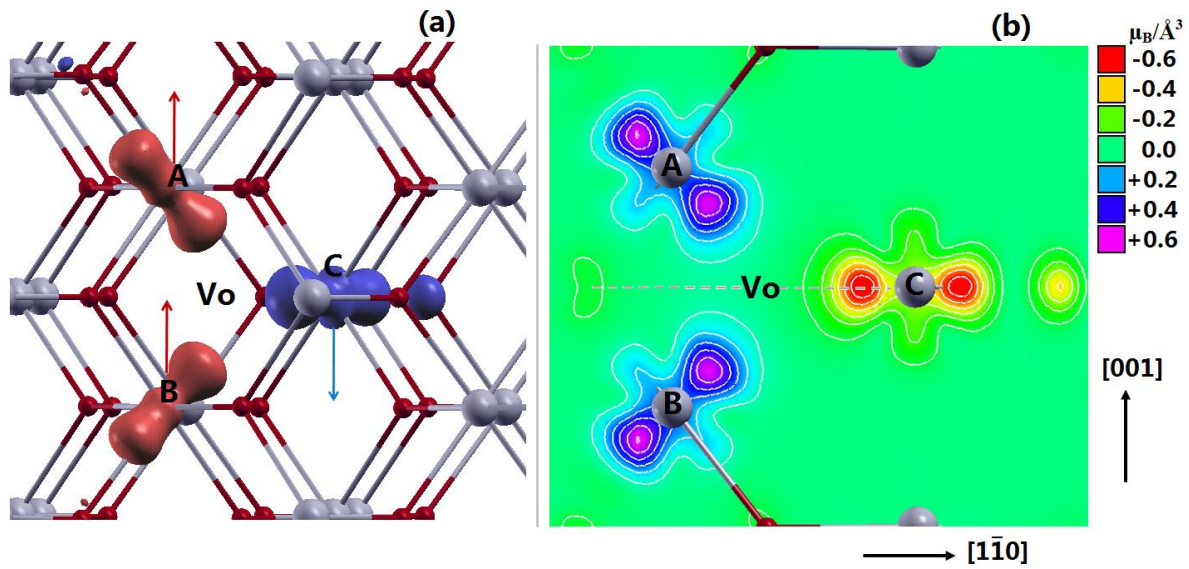 (a)
A
C
Vo
B
(b)
A
Vo
C
B
μB/Å³
-0.6
-0.4
-0.2
0.0
+0.2
+0.4
+0.6
[001]
[11̄0]